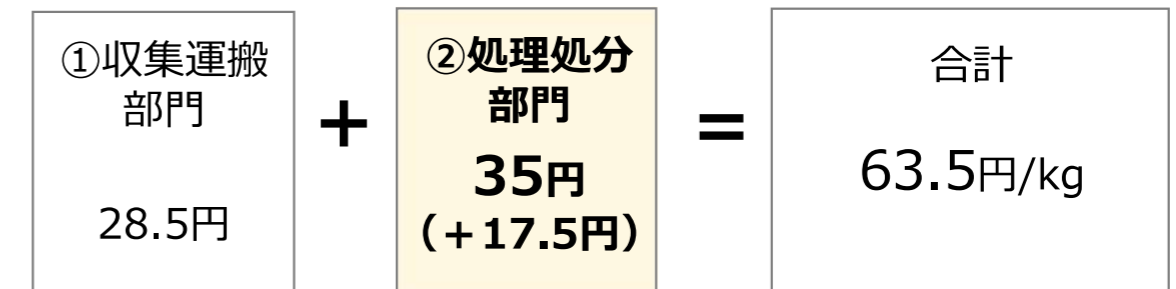 ①収集運搬
部門
28.5円
＋
②処理処分
部門
35円
（＋17.5円）
＝
合計
63.5円/kg